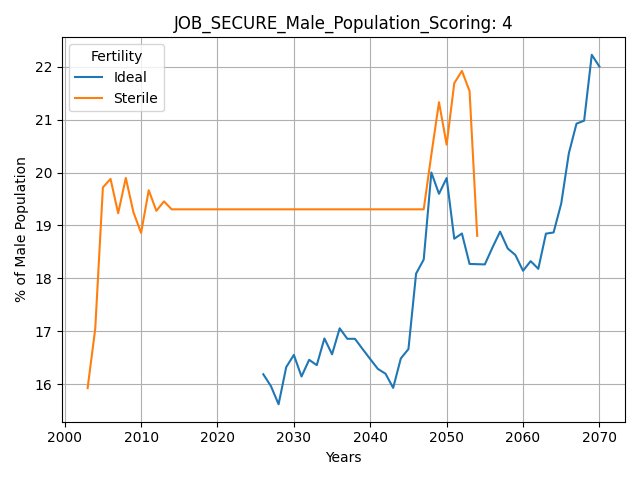 JOB_SECURE_Male_Population_Scoring: 4
Fertility
Ideal
Sterile
% of Male Population
22
21
20
19
18
17
16
2000
2010
2020
2030
2040
2050
2060
2070
Years